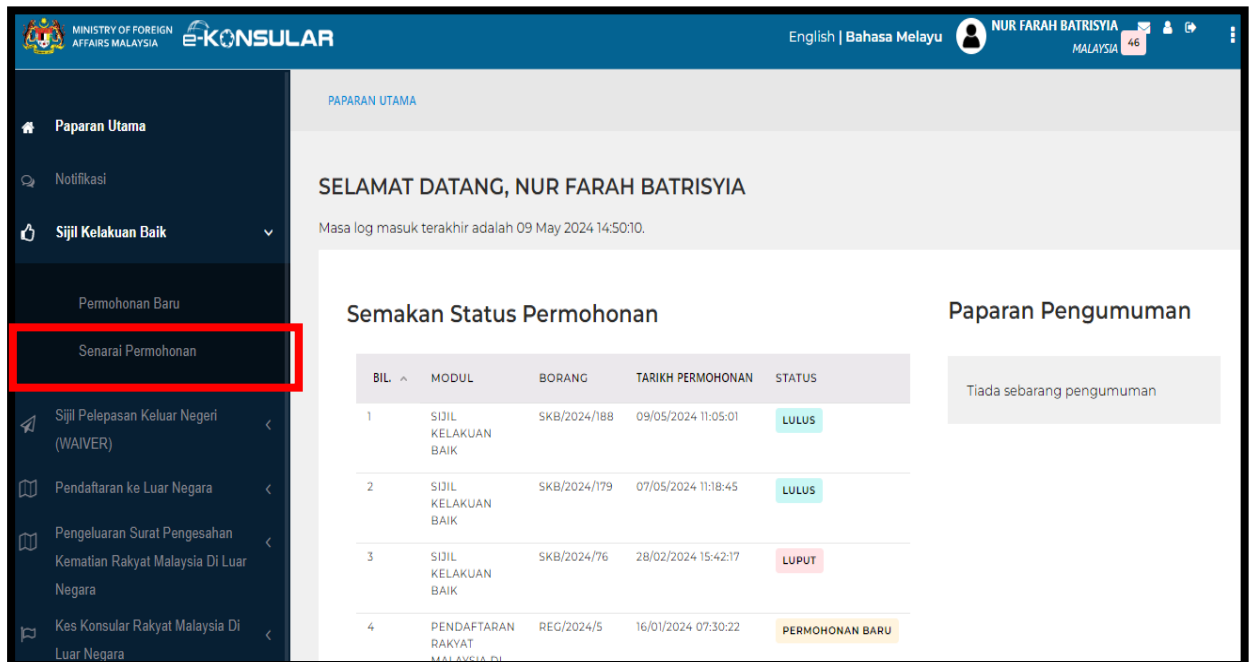 MINISTRY OF FOREIGN
AFFAIRS MALAYSIA
e-KONSULAR
English | Bahasa Melayu
NUR FARAH BATRISYIA
MALAYSIA
46
Paparan Utama
Notifikasi
Sijil Kelakuan Baik
Permohonan Baru
Senarai Permohonan
Sijil Pelepasan Keluar Negeri
(WAIVER)
Pendaftaran ke Luar Negara
Pengeluaran Surat Pengesahan
Kematian Rakyat Malaysia Di Luar
Negara
Kes Konsular Rakyat Malaysia Di
Luar Negara
PAPARAN UTAMA
SELAMAT DATANG, NUR FARAH BATRISYIA
Masa log masuk terakhir adalah 09 May 2024 14:50:10.
Semakan Status Permohonan
BIL. MODUL BORANG TARIKH PERMOHONAN STATUS
1 SIJIL SKB/2024/188 09/05/2024 11:05:01 LULUS
KELAKUAN
BAIK
2 SIJIL SKB/2024/179 07/05/2024 11:18:45 LULUS
KELAKUAN
BAIK
3 SIJIL SKB/2024/76 28/02/2024 15:42:17 LUPUT
KELAKUAN
BAIK
4 PENDAFTARAN REG/2024/5 16/01/2024 07:30:22 PERMOHONAN BARU
RAKYAT
MALAYSIA DI
Paparan Pengumuman
Tiada sebarang pengumuman